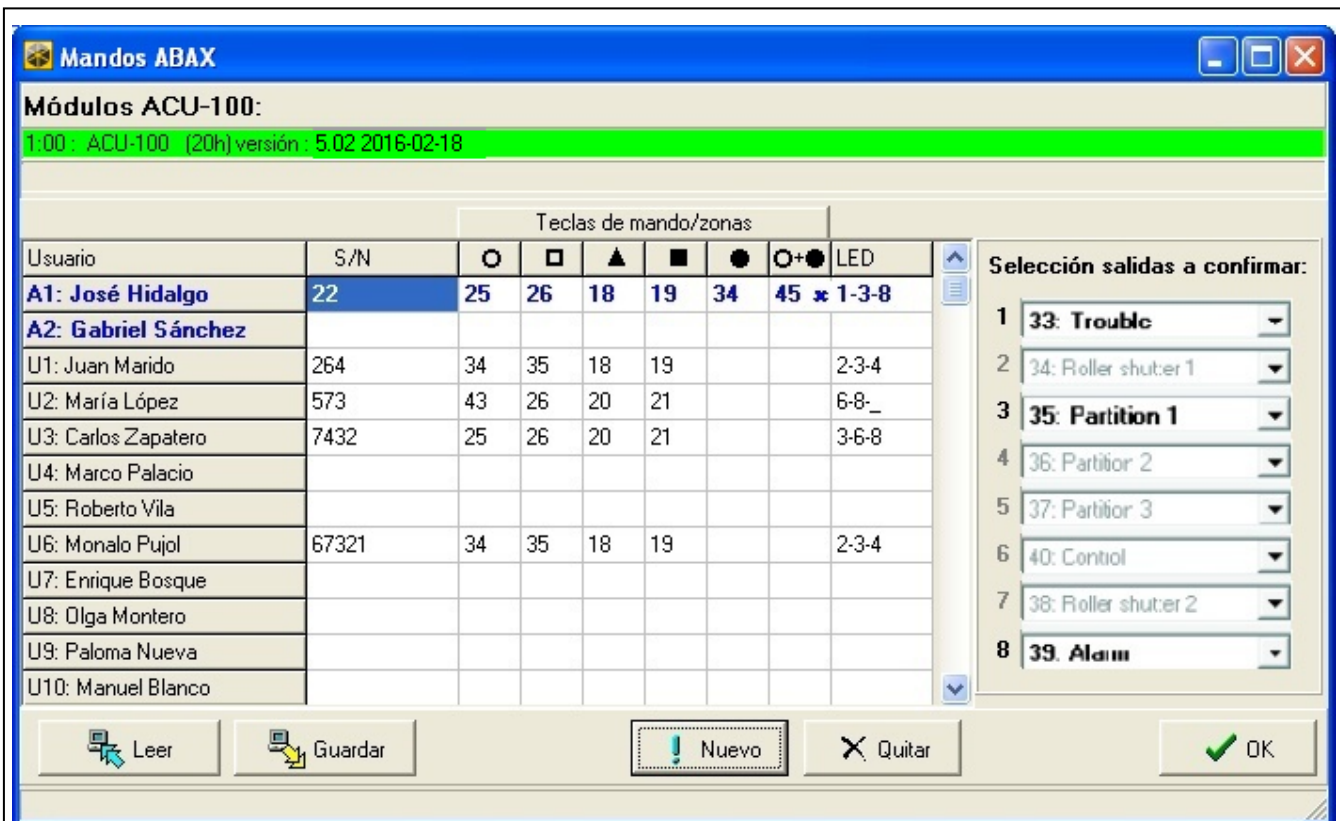 Mandos ABAX
Módulos ACU-100:
1:00 : ACU-100 (20h) versión : 5.02 2016-02-18
Teclas de mando/zonas
Usuario S/N O+● LED
A1: José Hidalgo 22 25 26 18 19 34 45 x 1-3-8
A2: Gabriel Sánchez
U1: Juan Marido 264 34 35 18 19 2-3-4
U2: María López 573 43 26 20 21 6-8-_
U3: Carlos Zapatero 7432 25 26 20 21 3-6-8
U4: Marco Palacio
U5: Roberto Vila
U6: Monalo Pujol 67321 34 35 18 19 2-3-4
U7: Enrique Bosque
U8: Olga Montero
U9: Paloma Nueva
U10: Manuel Blanco
Selección salidas a confirmar:
1 33: Trouble
2 34: Roller shutter 1
3 35: Partition 1
4 36: Partition 2
5 37: Partition 3
6 40: Control
7 38: Roller shutter 2
8 39. Alarm
Leer Guardar Nuevo Quitar OK